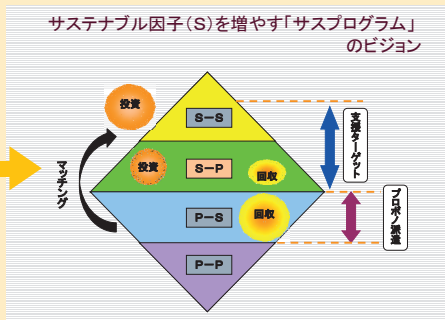 サステナブル因子(S)を増やす「サスプログラム」
のビジョン
投資
S−S
投資
S−P
回収
マッチング
P−S
回収
P−P
支援ターゲット
プロボノ派遣